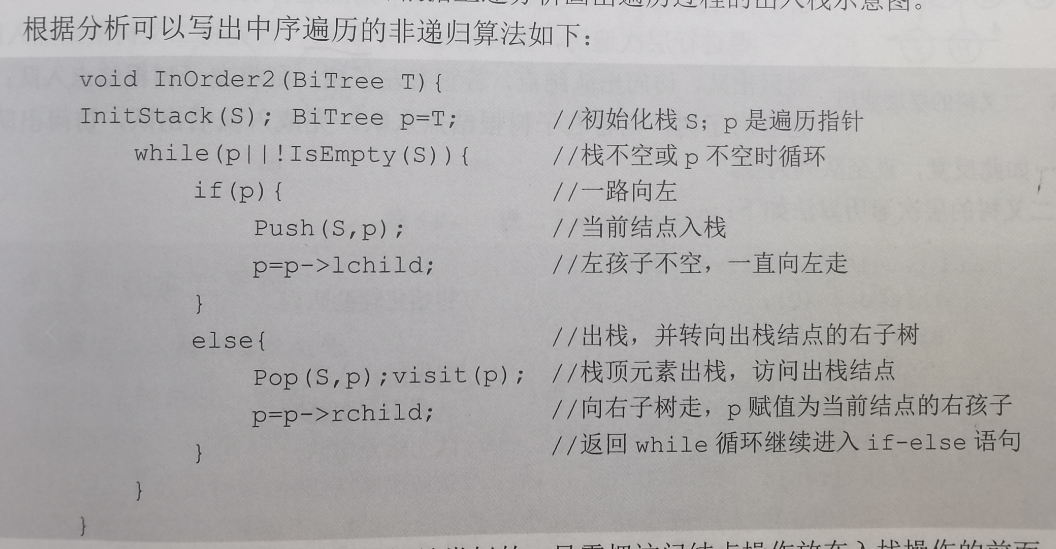 根据分析可以写出中序遍历的非递归算法如下：
void InOrder2(BiTree T){
InitStack(S); BiTree p=T; //初始化栈 S；p 是遍历指针
while(p||!IsEmpty(S)){ //栈不空或 p 不空时循环
if(p){ //一路向左
Push(S,p); //当前结点入栈
p=p->lchild; //左孩子不空，一直向左走
}
else{ //出栈，并转向出栈结点的右子树
Pop(S,p);visit(p); //栈顶元素出栈，访问出栈结点
p=p->rchild; //向右子树走，p 赋值为当前结点的右孩子
} //返回 while 循环继续进入 if-else 语句
}
}